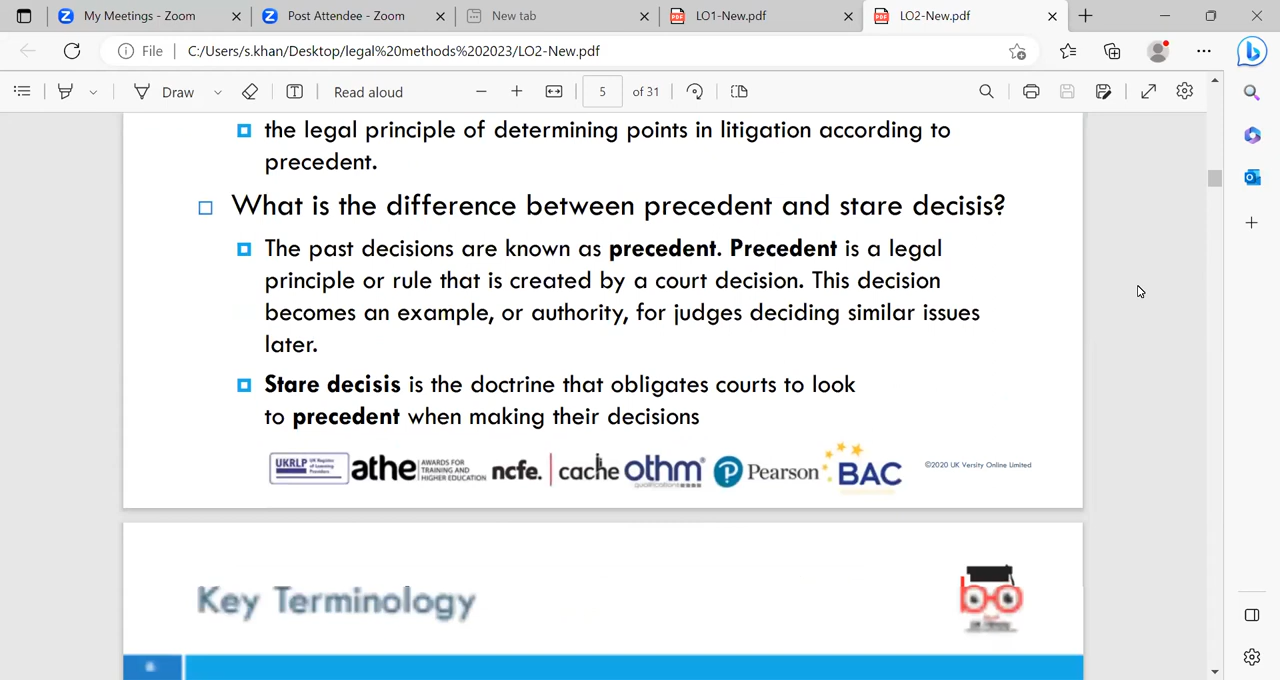 My Meetings - Zoom
Post Attendee - Zoom
New tab
LO1-New.pdf
LO2-New.pdf
File
C:/Users/s.khan/Desktop/legal%20methods%202023/LO2-New.pdf
Draw
Read aloud
5
of 31
the legal principle of determining points in litigation according to
precedent.
What is the difference between precedent and stare decisis?
The past decisions are known as precedent. Precedent is a legal
principle or rule that is created by a court decision. This decision
becomes an example, or authority, for judges deciding similar issues
later.
Stare decisis is the doctrine that obligates courts to look
to precedent when making their decisions
UKRLP UK Register of Learning Providers
athe AWARDS FOR TRAINING AND HIGHER EDUCATION
ncfe. cache
othm
Pearson
BAC
©2020 UK Versity Online Limited
Key Terminology